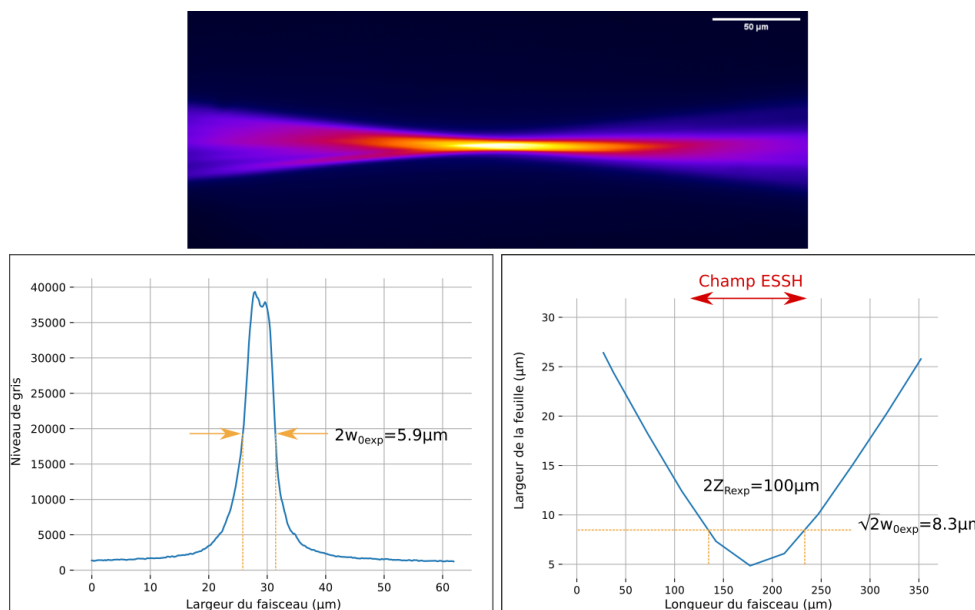 50 µm
40000
35000
30000
25000
20000
15000
10000
5000
0
Niveau de gris
2w0exp=5.9µm
0 10 20 30 40 50 60
Largeur du faisceau (µm)
Champ ESSH
30
25
20
15
10
5
Largeur de la feuille (µm)
2ZRexp=100µm
√2w0exp=8.3µm
0 50 100 150 200 250 300 350
Longueur du faisceau (µm)